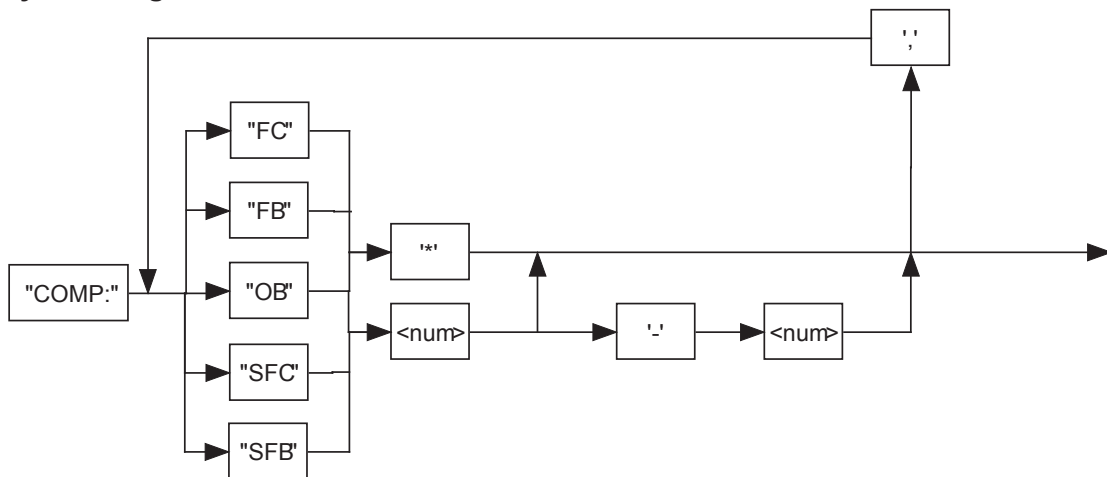 ','
"FC"
"FB"
'*'
"COMP:"
"OB"
<num>
'-'
<num>
"SFC"
"SFB"